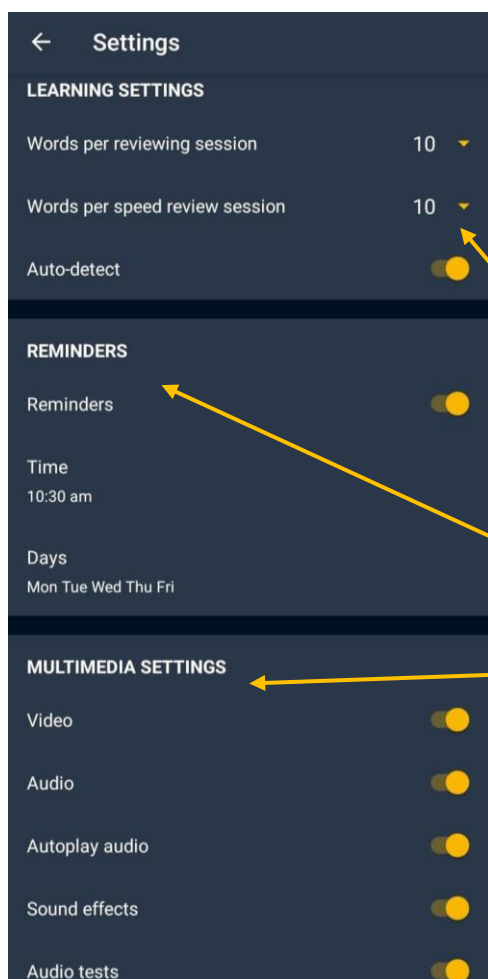 Settings
LEARNING SETTINGS
Words per reviewing session 10
Words per speed review session 10
Auto-detect
REMINDERS
Reminders
Time
10:30 am
Days
Mon Tue Wed Thu Fri
MULTIMEDIA SETTINGS
Video
Audio
Autoplay audio
Sound effects
Audio tests